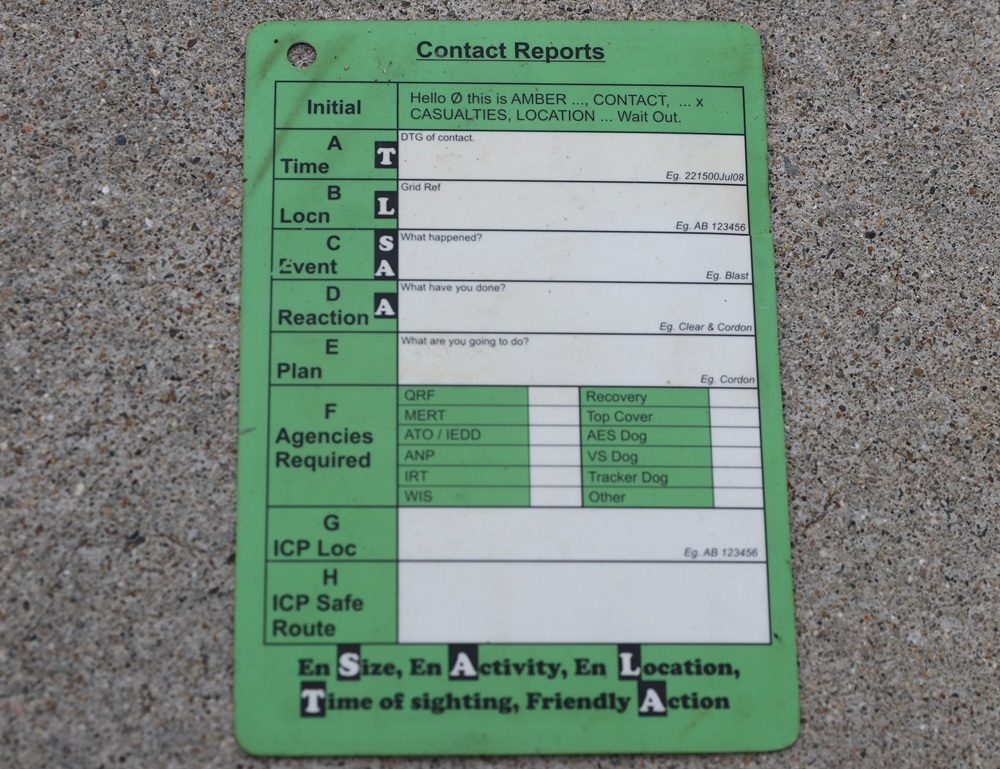 Contact Reports
Initial
Hello Ø this is AMBER ..., CONTACT, ... x
CASUALTIES, LOCATION ... Wait Out.
A
Time
T
DTG of contact.
Eg. 221500Jul08
B
Locn
L
Grid Ref
Eg. AB 123456
C
Event
S
A
What happened?
Eg. Blast
D
Reaction
A
What have you done?
Eg. Clear & Cordon
E
Plan
What are you going to do?
Eg. Cordon
F
Agencies
Required
QRF
Recovery
MERT
Top Cover
ATO / IEDD
AES Dog
ANP
VS Dog
IRT
Tracker Dog
WIS
Other
G
ICP Loc
Eg. AB 123456
H
ICP Safe
Route
En Size, En Activity, En Location,
Time of sighting, Friendly Action